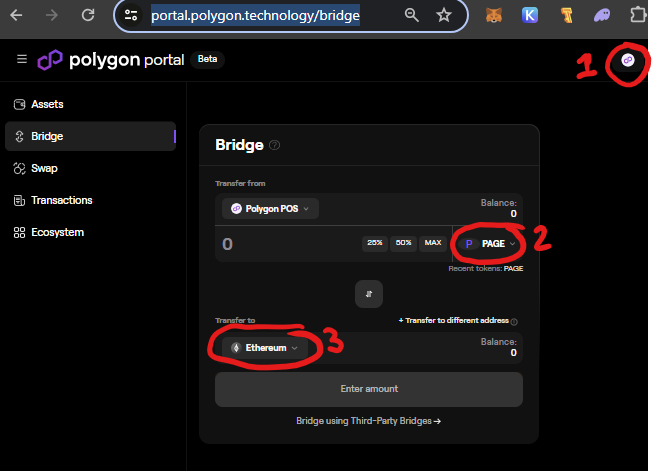 portal.polygon.technology/bridge
K
polygon portal Beta
1
Assets
Bridge
Swap
Transactions
Ecosystem
Bridge ?
Transfer from
Polygon POS
Balance:
0
0 25% 50% MAX P PAGE 2
Recent tokens: PAGE
Transfer to + Transfer to different address ?
Ethereum 3
Balance:
0
Enter amount
Bridge using Third-Party Bridges →